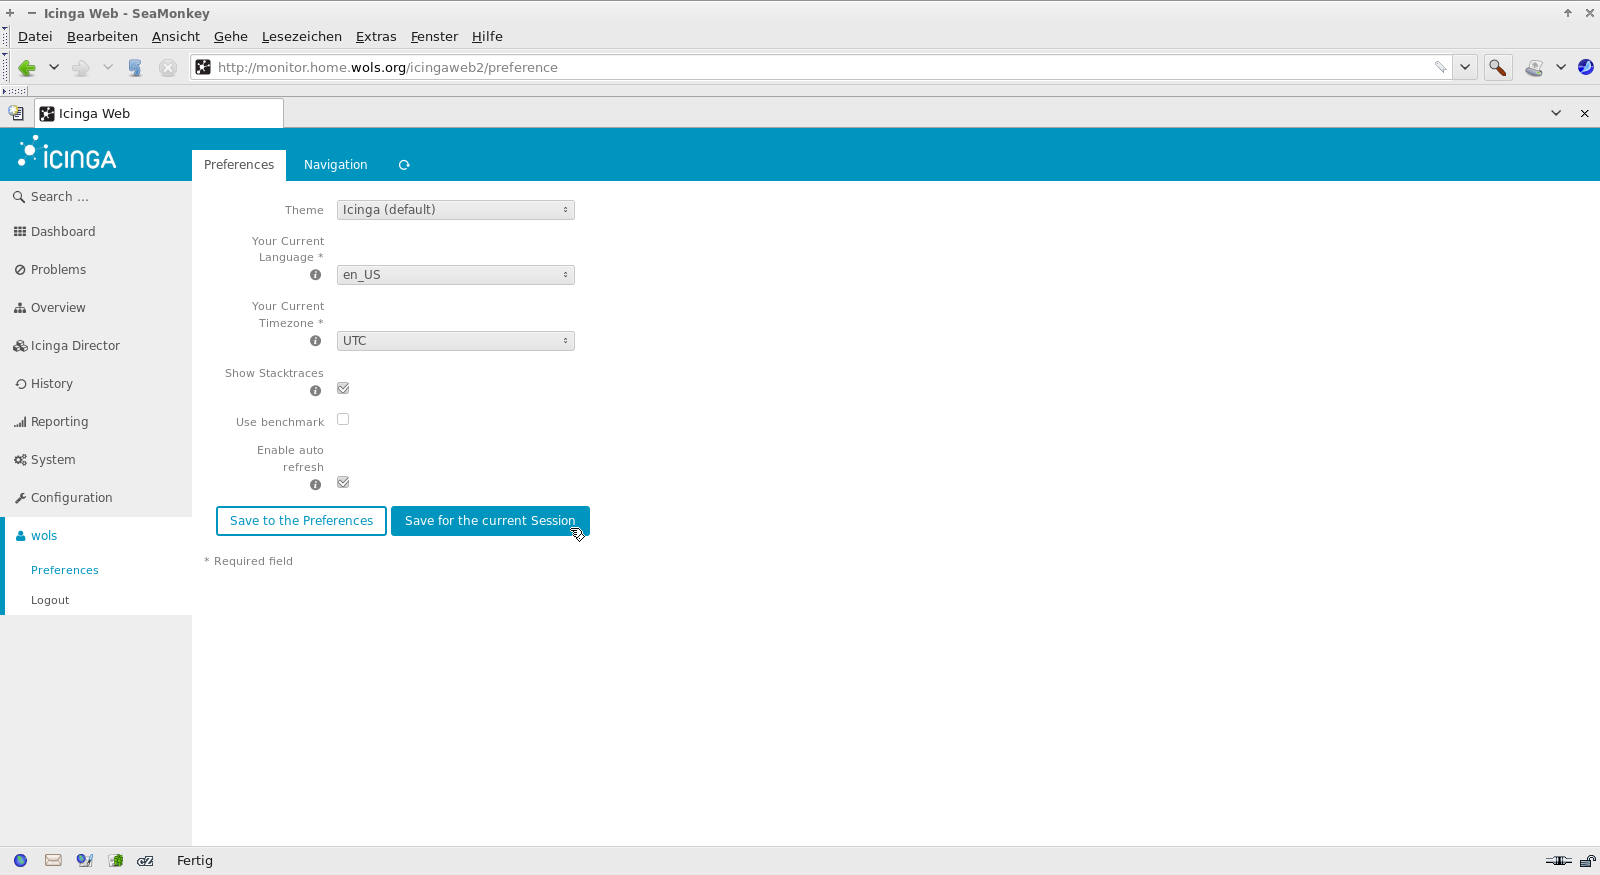 Icinga Web - SeaMonkey
Datei Bearbeiten Ansicht Gehe Lesezeichen Extras Fenster Hilfe
http://monitor.home.wols.org/icingaweb2/preference
Icinga Web
icinga
Preferences Navigation
Search ...
Dashboard
Problems
Overview
Icinga Director
History
Reporting
System
Configuration
wols
Preferences
Logout
Theme Icinga (default)
Your Current
Language *
en_US
Your Current
Timezone *
UTC
Show Stacktraces
Use benchmark
Enable auto
refresh
Save to the Preferences Save for the current Session
* Required field
cZ Fertig